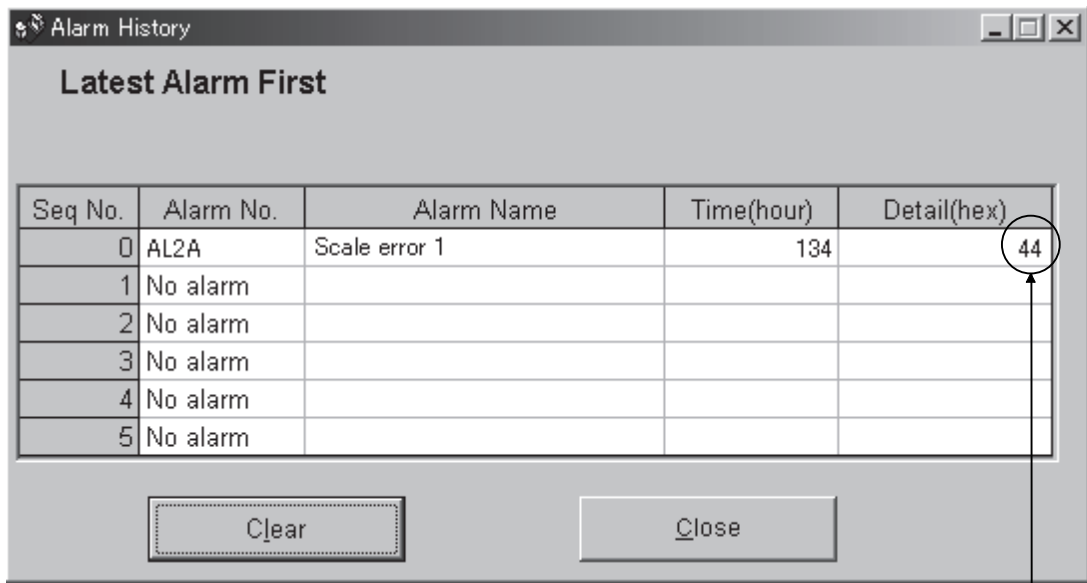 Alarm History
Latest Alarm First
Seq No. Alarm No. Alarm Name Time(hour) Detail(hex)
0 AL2A Scale error 1 134 44
1 No alarm
2 No alarm
3 No alarm
4 No alarm
5 No alarm
Clear Close